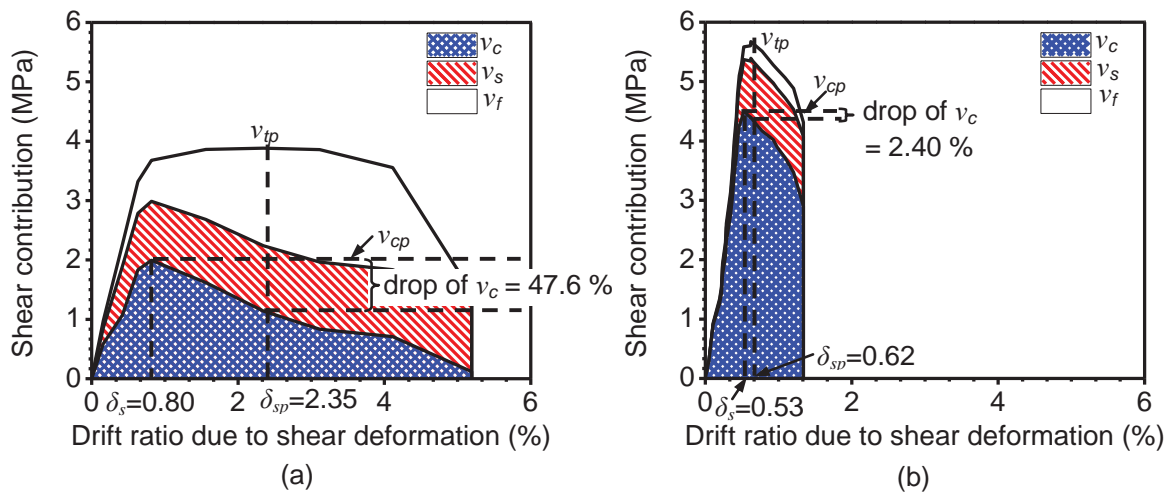 6
5
4
3
2
1
0
Shear contribution (MPa)
v_c
v_s
v_f
v_tp
v_cp
drop of v_c = 47.6 %
0
2
4
6
δ_s=0.80
δ_sp=2.35
Drift ratio due to shear deformation (%)
(a)
6
5
4
3
2
1
0
Shear contribution (MPa)
v_tp
v_c
v_s
v_f
v_cp
drop of v_c
= 2.40 %
δ_sp=0.62
0
2
4
6
δ_s=0.53
Drift ratio due to shear deformation (%)
(b)